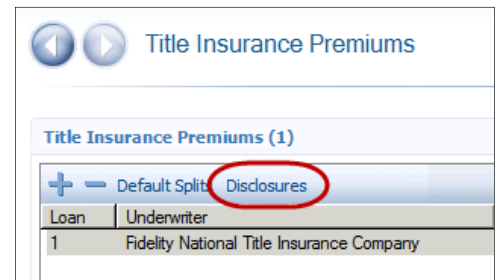 Title Insurance Premiums
Title Insurance Premiums (1)
Default Splits Disclosures
Loan Underwriter
1 Fidelity National Title Insurance Company